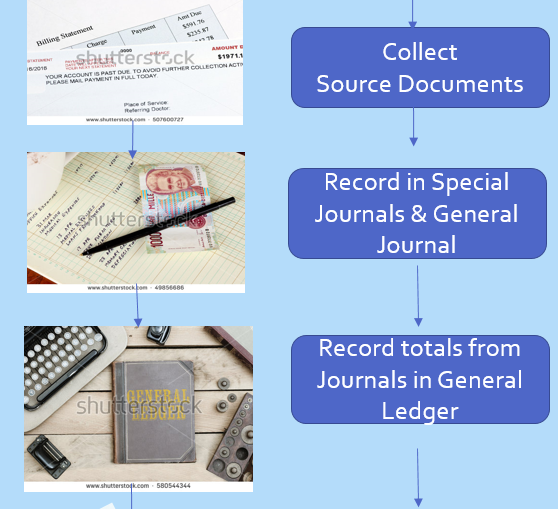 Billing Statement
Charge
Payment
Amt Due
$591.76
$235.87
shutterstock
AMOUNT
$1971.1
YOUR ACCOUNT IS PAST DUE. TO AVOID FURTHER COLLECTION ACTI
PLEASE MAIL PAYMENT IN FULL TODAY.
Place of Service
Referring Doctor:
www.shutterstock.com · 507600727
shutterstock
www.shutterstock.com · 49856686
GENERAL
LEDGER
shutterstock
www.shutterstock.com · 580544344
Collect
Source Documents
Record in Special
Journals & General
Journal
Record totals from
Journals in General
Ledger